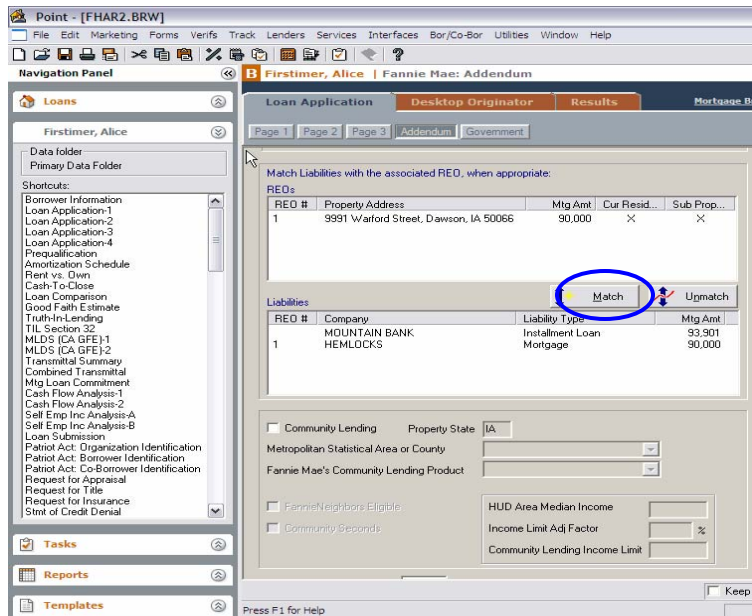 Point - [FHAR2.BRW]
File Edit Marketing Forms Verifs Track Lenders Services Interfaces Bor/Co-Bor Utilities Window Help
Navigation Panel
B Firstimer, Alice | Fannie Mae: Addendum
Loans
Firstimer, Alice
Data folder
Primary Data Folder
Shortcuts:
Borrower Information
Loan Application-1
Loan Application-2
Loan Application-3
Loan Application-4
Prequalification
Amortization Schedule
Rent vs. Own
Cash-To-Close
Loan Comparison
Good Faith Estimate
Truth-In-Lending
TIL Section 32
MLDS (CA GFE)-1
MLDS (CA GFE)-2
Transmittal Summary
Combined Transmittal
Mtg Loan Commitment
Cash Flow Analysis-1
Cash Flow Analysis-2
Self Emp Inc Analysis-A
Self Emp Inc Analysis-B
Loan Submission
Patriot Act: Organization Identification
Patriot Act: Borrower Identification
Patriot Act: Co-Borrower Identification
Request for Appraisal
Request for Title
Request for Insurance
Stmt of Credit Denial
Tasks
Reports
Templates
Loan Application Desktop Originator Results Mortgage B
Page 1 Page 2 Page 3 Addendum Government
Match Liabilities with the associated REO, when appropriate:
REOs
REO # Property Address Mtg Amt Cur Resid... Sub Prop...
1 9991 Warford Street, Dawson, IA 50066 90,000 X X
Match Unmatch
Liabilities
REO # Company Liability Type Mtg Amt
MOUNTAIN BANK Installment Loan 93,901
1 HEMLOCKS Mortgage 90,000
Community Lending Property State IA
Metropolitan Statistical Area or County
Fannie Mae's Community Lending Product
FannieNeighbors Eligible HUD Area Median Income
Community Seconds Income Limit Adj Factor %
Community Lending Income Limit
Keep
Press F1 for Help